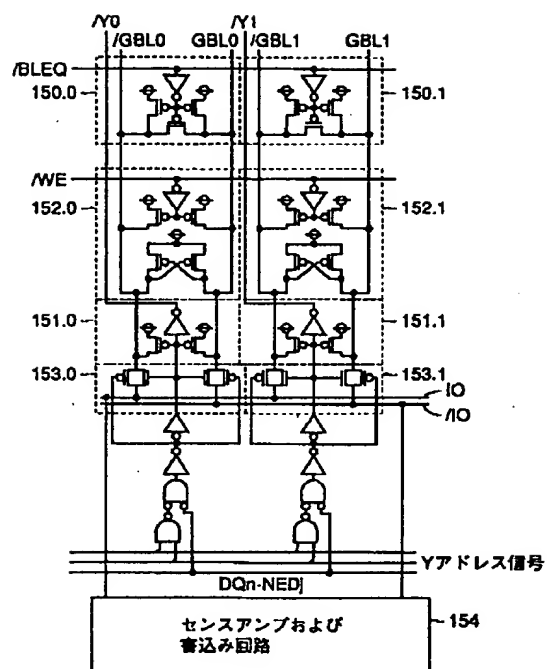 /Y0
/Y1
/GBL0
GBL0
/GBL1
GBL1
/BLEQ
150.0
150.1
/WE
152.0
152.1
151.0
151.1
153.0
153.1
IO
/IO
Yアドレス信号
DQn-NEDj
センスアンプおよび
書込み回路
154